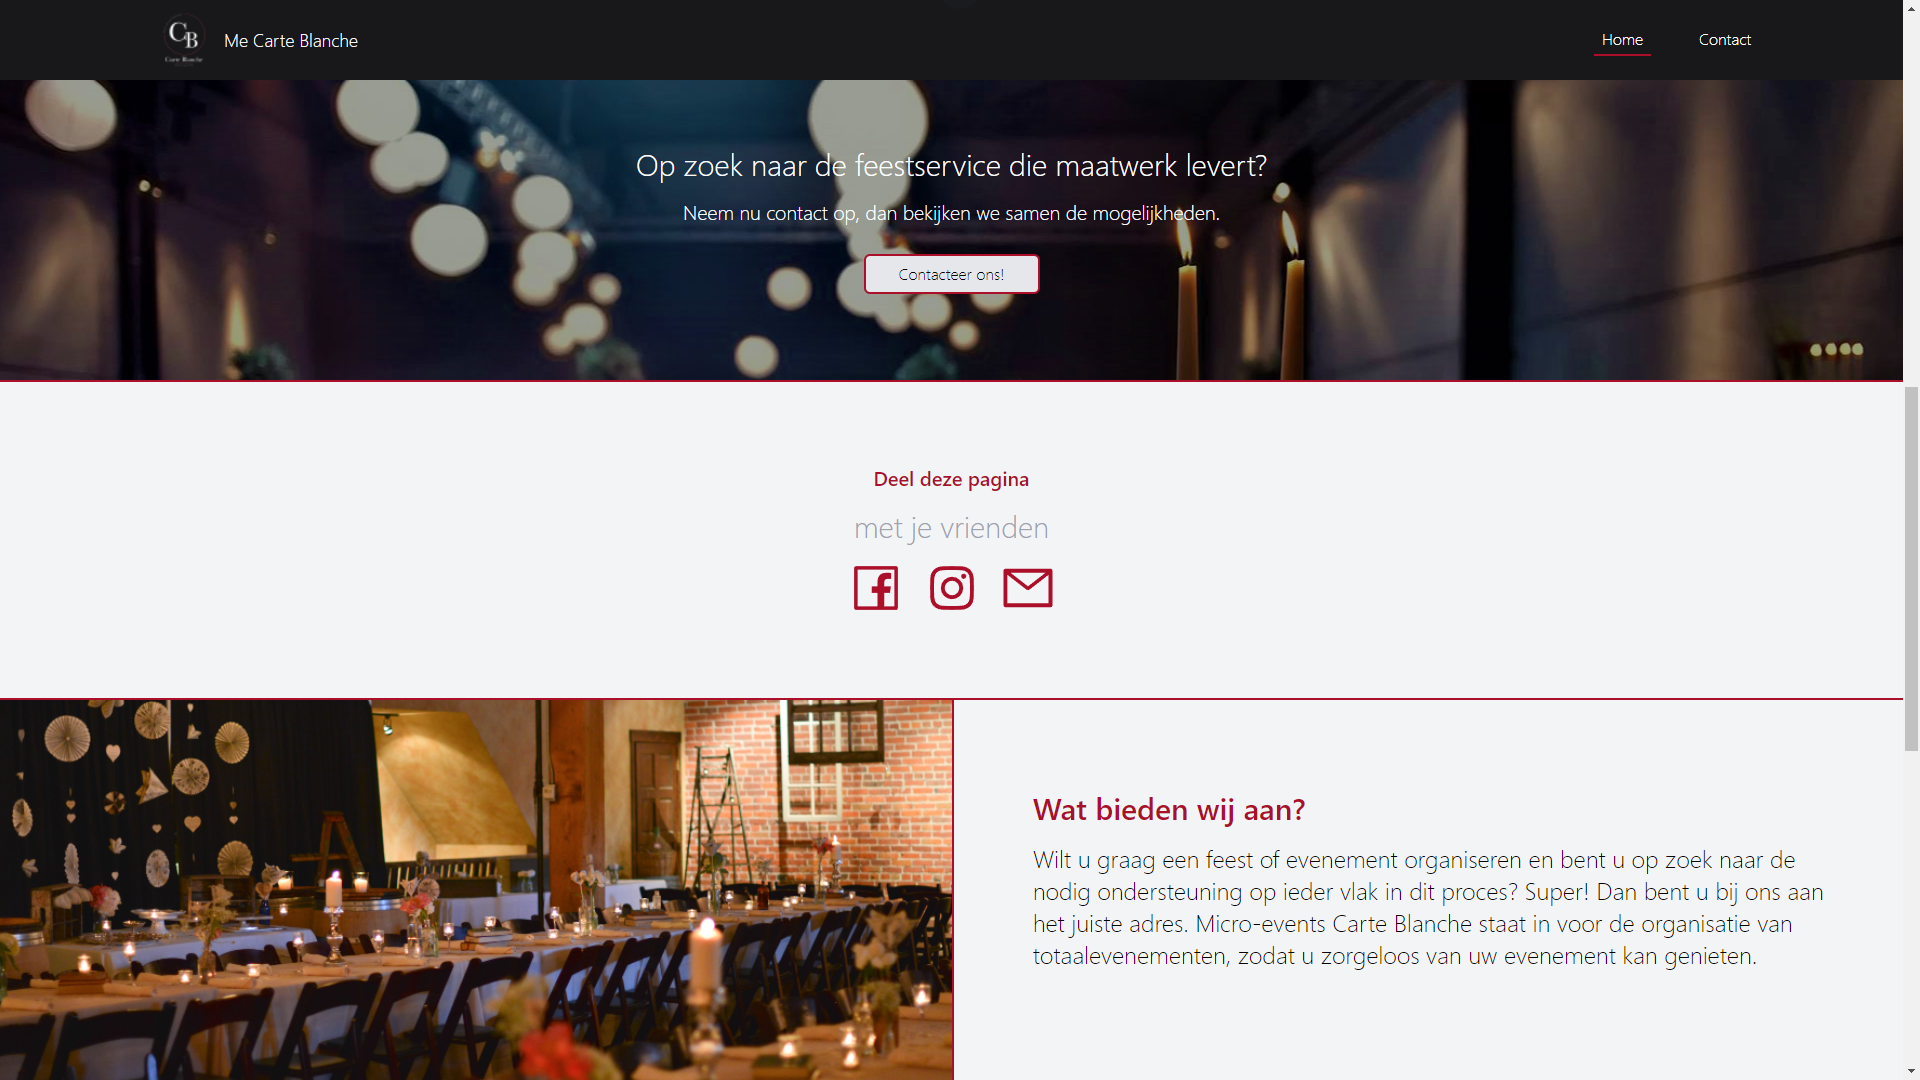 CB
Carte Blanche
Me Carte Blanche
Home
Contact
Op zoek naar de feestservice die maatwerk levert?
Neem nu contact op, dan bekijken we samen de mogelijkheden.
Contacteer ons!
Deel deze pagina
met je vrienden
Wat bieden wij aan?
Wilt u graag een feest of evenement organiseren en bent u op zoek naar de
nodig ondersteuning op ieder vlak in dit proces? Super! Dan bent u bij ons aan
het juiste adres. Micro-events Carte Blanche staat in voor de organisatie van
totaalevenementen, zodat u zorgeloos van uw evenement kan genieten.